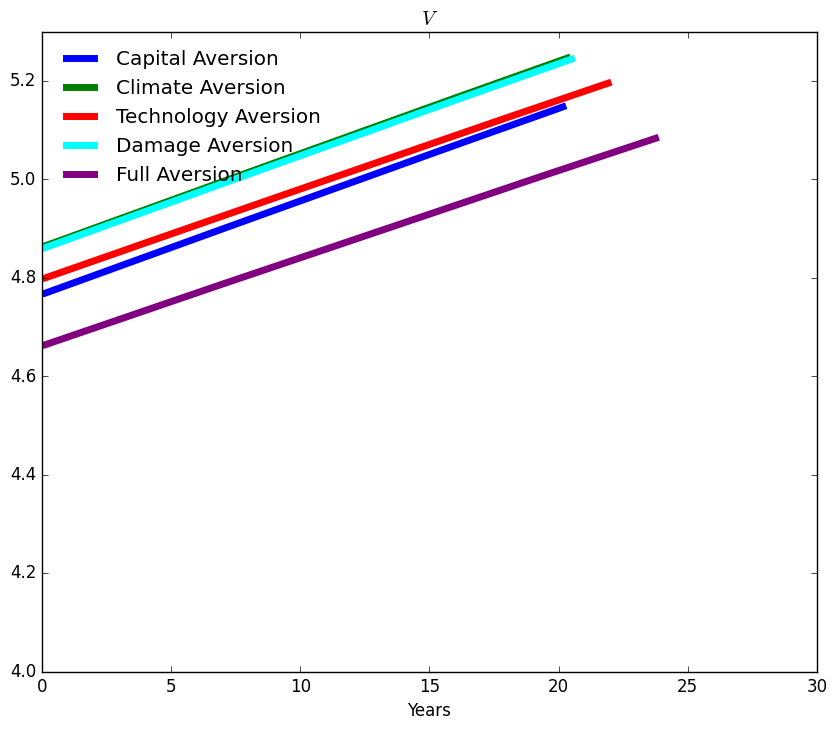 V
5.2
5.0
4.8
4.6
4.4
4.2
4.0
Capital Aversion
Climate Aversion
Technology Aversion
Damage Aversion
Full Aversion
0 5 10 15 20 25 30
Years